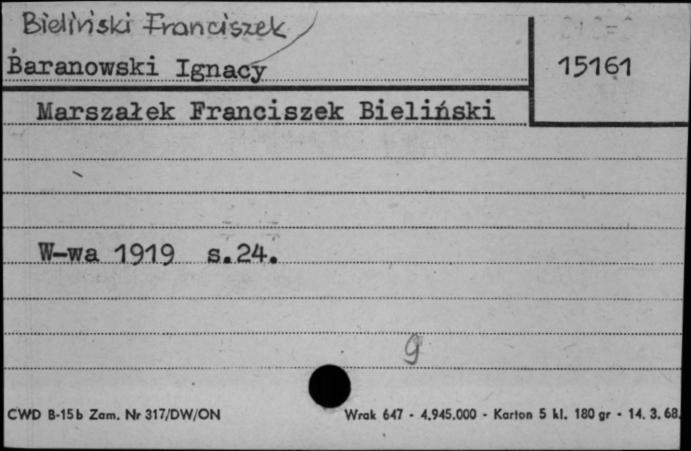 Bieliński Franciszek
Baranowski Ignacy
15161
Marszałek Franciszek Bieliński
W-wa 1919 s.24.
g
CWD B-15b Zam. Nr 317/DW/ON
Wrak 647 - 4.945.000 - Karton 5 kl. 180 gr - 14. 3. 68.